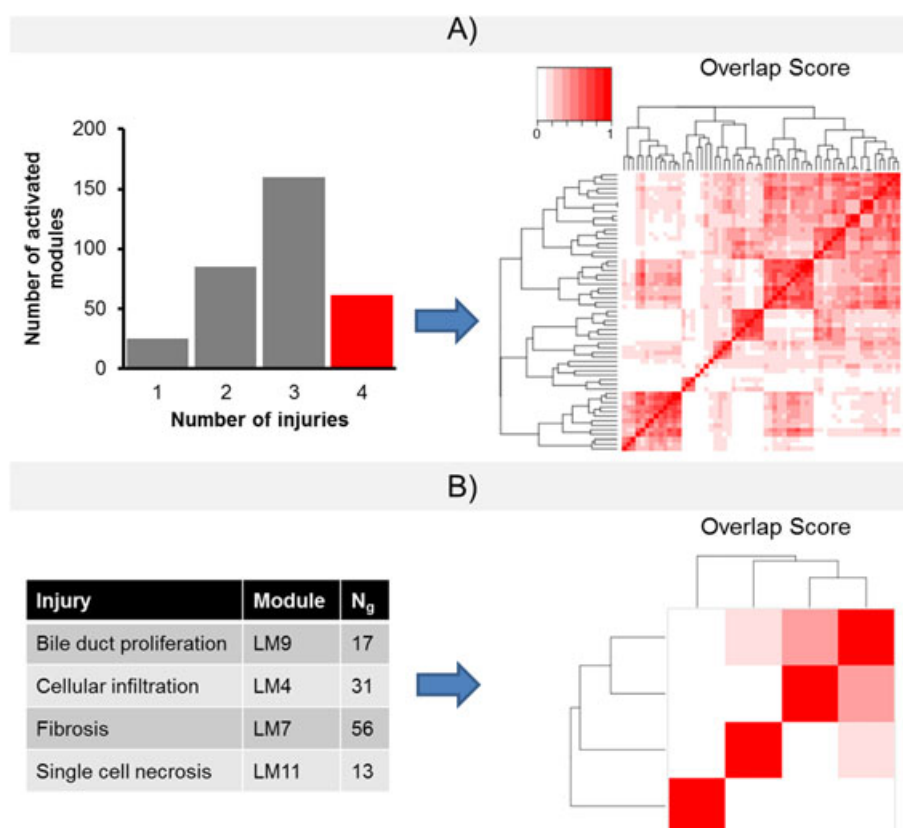 A)
Overlap Score
0 1
200
150
100
50
0
Number of activated
modules
1 2 3 4
Number of injuries
B)
Overlap Score
Injury Module Ng
Bile duct proliferation LM9 17
Cellular infiltration LM4 31
Fibrosis LM7 56
Single cell necrosis LM11 13